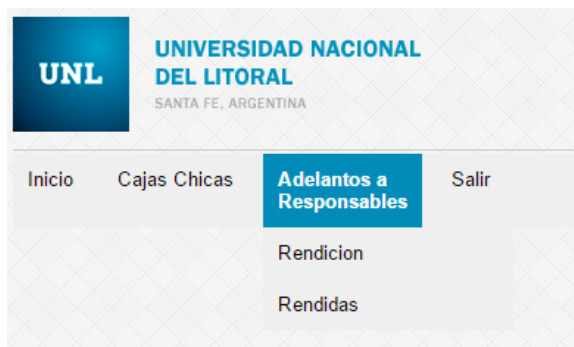 UNL
UNIVERSIDAD NACIONAL
DEL LITORAL
SANTA FE, ARGENTINA
Inicio
Cajas Chicas
Adelantos a
Responsables
Salir
Rendicion
Rendidas